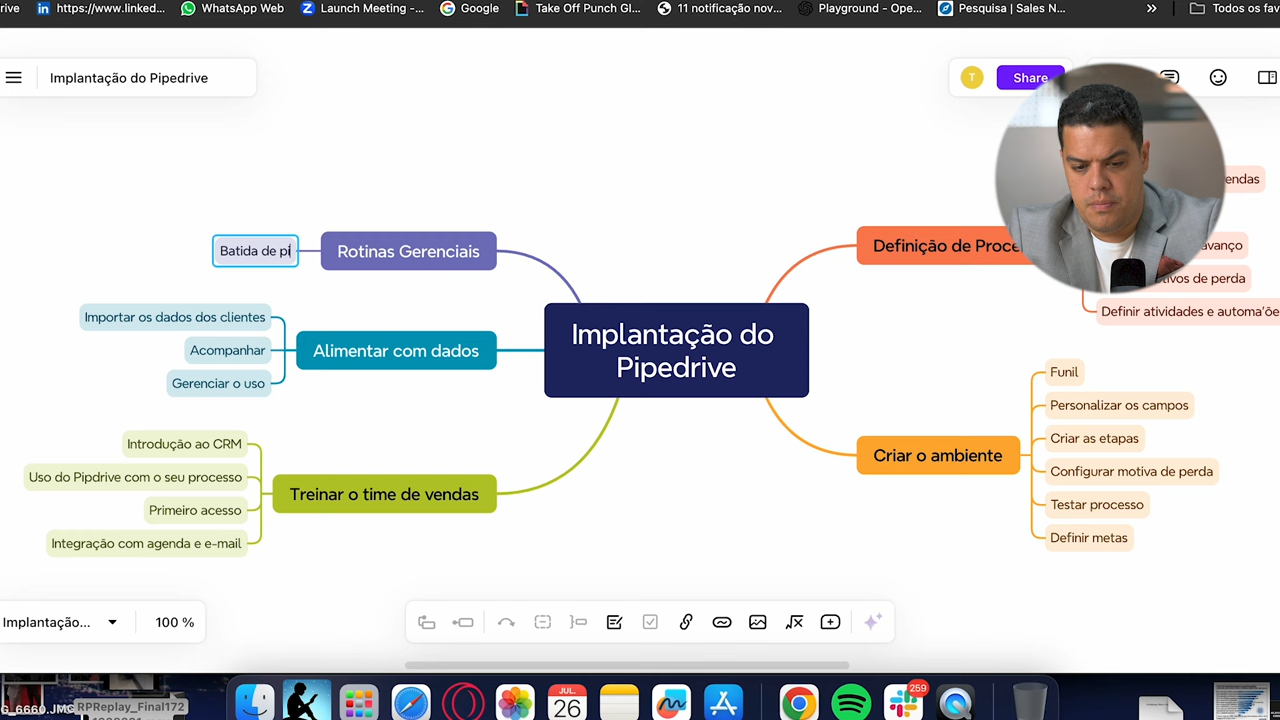 rive
https://www.linked...
WhatsApp Web
Launch Meeting -...
Google
Take Off Punch Gl...
11 notificação nov...
Playground - Ope...
Pesquisa | Sales N...
»
Todos os fav
Implantação do Pipedrive
T
Share
endas
Batida de pi
Rotinas Gerenciais
Definição de Proce
avanço
tivos de perda
Definir atividades e automa'õe
Importar os dados dos clientes
Acompanhar
Gerenciar o uso
Alimentar com dados
Implantação do
Pipedrive
Funil
Personalizar os campos
Criar as etapas
Configurar motiva de perda
Testar processo
Definir metas
Criar o ambiente
Introdução ao CRM
Uso do Pipdrive com o seu processo
Primeiro acesso
Integração com agenda e e-mail
Treinar o time de vendas
Implantação...
100 %
G_6660.JMG
RPReplay_Final172
JUL.
26
259